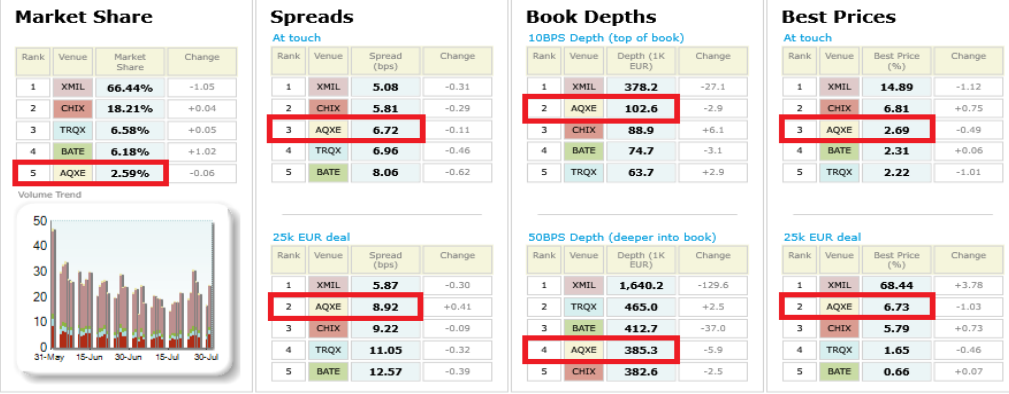 Market Share
Rank Venue Market Share Change
1 XMIL 66.44% -1.05
2 CHIX 18.21% +0.04
3 TRQX 6.58% +0.05
4 BATE 6.18% +1.02
5 AQXE 2.59% -0.06
Volume Trend
50
40
30
20
10
0
31-May 15-Jun 30-Jun 15-Jul 30-Jul
Spreads
At touch
Rank Venue Spread (bps) Change
1 XMIL 5.08 -0.31
2 CHIX 5.81 -0.29
3 AQXE 6.72 -0.11
4 TRQX 6.96 -0.46
5 BATE 8.06 -0.62
25k EUR deal
Rank Venue Spread (bps) Change
1 XMIL 5.87 -0.30
2 AQXE 8.92 +0.41
3 CHIX 9.22 -0.09
4 TRQX 11.05 -0.32
5 BATE 12.57 -0.39
Book Depths
10BPS Depth (top of book)
Rank Venue Depth (1K EUR) Change
1 XMIL 378.2 -27.1
2 AQXE 102.6 -2.9
3 CHIX 88.9 +6.1
4 BATE 74.7 -3.1
5 TRQX 63.7 +2.9
50BPS Depth (deeper into book)
Rank Venue Depth (1K EUR) Change
1 XMIL 1,640.2 -129.6
2 TRQX 465.0 +2.5
3 BATE 412.7 -37.0
4 AQXE 385.3 -5.9
5 CHIX 382.6 -2.5
Best Prices
At touch
Rank Venue Best Price (%) Change
1 XMIL 14.89 -1.12
2 CHIX 6.81 +0.75
3 AQXE 2.69 -0.49
4 BATE 2.31 +0.06
5 TRQX 2.22 -1.01
25k EUR deal
Rank Venue Best Price (%) Change
1 XMIL 68.44 +3.78
2 AQXE 6.73 -1.03
3 CHIX 5.79 +0.73
4 TRQX 1.65 -0.46
5 BATE 0.66 +0.07